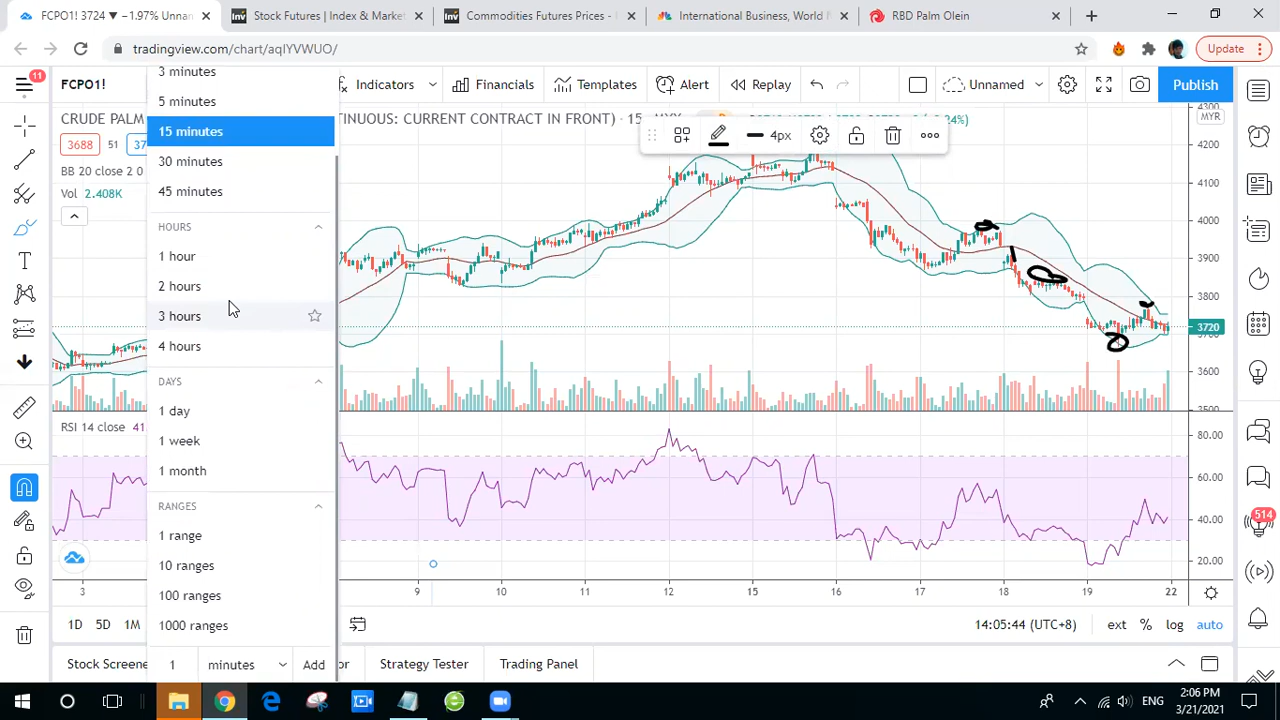 FCPO1! 3724 ▼ −1.97% Unnan
Stock Futures | Index & Market
Commodities Futures Prices -
International Business, World N
RBD Palm Olein
tradingview.com/chart/aqIYVWUO/
Update
11
FCPO1!
3 minutes
Indicators
Financials
Templates
Alert
Replay
Unnamed
Publish
5 minutes
15 minutes
30 minutes
45 minutes
HOURS
1 hour
2 hours
3 hours
4 hours
DAYS
1 day
1 week
1 month
RANGES
1 range
10 ranges
100 ranges
1000 ranges
1 minutes Add
CRUDE PALM
TINUOUS: CURRENT CONTRACT IN FRONT) · 15
3688 51 37
BB 20 close
Vol 2.408K
4px
MYR
4300
4200
4100
4000
3900
3800
3720
3600
3500
RSI 14 close 41
80.00
60.00
40.00
20.00
3 9 10 11 12 15 16 17 18 19 22
1D 5D 1M
14:05:44 (UTC+8)
ext % log auto
Stock Screene
Strategy Tester
Trading Panel
514
ENG
2:06 PM
3/21/2021